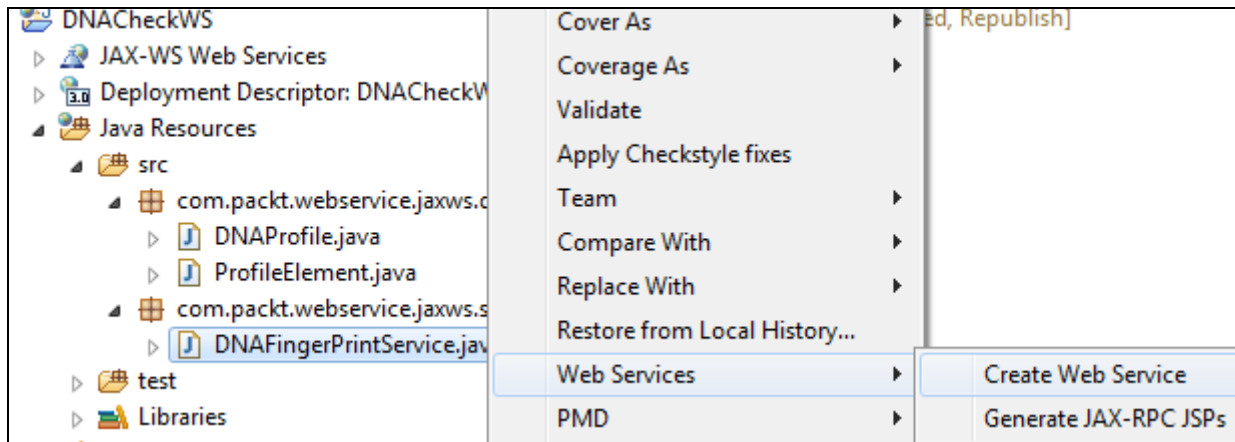 DNACheckWS
JAX-WS Web Services
3.0 Deployment Descriptor: DNACheckW
Java Resources
src
com.packt.webservice.jaxws.d
J DNAProfile.java
J ProfileElement.java
com.packt.webservice.jaxws.s
J DNAFingerPrintService.jav
test
Libraries
Cover As
Coverage As
Validate
Apply Checkstyle fixes
Team
Compare With
Replace With
Restore from Local History...
Web Services
PMD
ed, Republish]
Create Web Service
Generate JAX-RPC JSPs